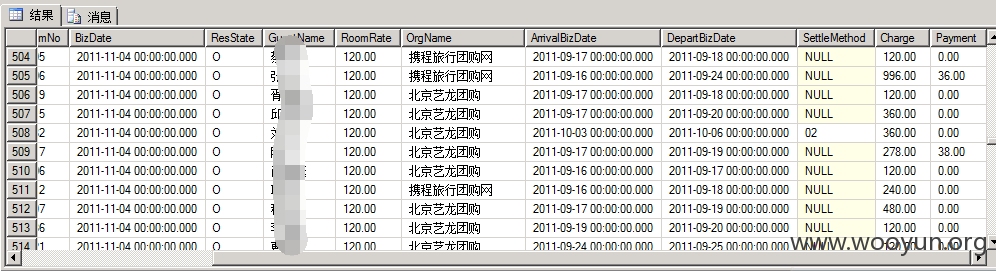 结果 消息
mNo BizDate ResState GuestName RoomRate OrgName ArrivalBizDate DepartBizDate SettleMethod Charge Payment
504 05 2011-11-04 00:00:00.000 O 蔡 120.00 携程旅行团购网 2011-09-17 00:00:00.000 2011-09-18 00:00:00.000 NULL 120.00 0.00
505 06 2011-11-04 00:00:00.000 O 张 120.00 携程旅行团购网 2011-09-16 00:00:00.000 2011-09-24 00:00:00.000 NULL 996.00 36.00
506 9 2011-11-04 00:00:00.000 O 胥 120.00 北京艺龙团购 2011-09-17 00:00:00.000 2011-09-18 00:00:00.000 NULL 120.00 0.00
507 5 2011-11-04 00:00:00.000 O 邱 120.00 北京艺龙团购 2011-09-17 00:00:00.000 2011-09-20 00:00:00.000 NULL 360.00 0.00
508 2 2011-11-04 00:00:00.000 O 刘 120.00 北京艺龙团购 2011-10-03 00:00:00.000 2011-10-06 00:00:00.000 02 360.00 0.00
509 7 2011-11-04 00:00:00.000 O 120.00 北京艺龙团购 2011-09-17 00:00:00.000 2011-09-19 00:00:00.000 NULL 278.00 38.00
510 06 2011-11-04 00:00:00.000 O 120.00 北京艺龙团购 2011-09-16 00:00:00.000 2011-09-17 00:00:00.000 NULL 120.00 0.00
511 2 2011-11-04 00:00:00.000 O 120.00 携程旅行团购网 2011-09-16 00:00:00.000 2011-09-18 00:00:00.000 NULL 240.00 0.00
512 07 2011-11-04 00:00:00.000 O 120.00 北京艺龙团购 2011-09-17 00:00:00.000 2011-09-19 00:00:00.000 NULL 480.00 0.00
513 6 2011-11-04 00:00:00.000 O 120.00 北京艺龙团购 2011-09-19 00:00:00.000 2011-09-20 00:00:00.000 NULL 120.00 0.00
514 1 2011-11-04 00:00:00.000 O 120.00 北京艺龙团购 2011-09-24 00:00:00.000 2011-09-25 00:00:00.000 NULL 120.00 0.00
www.wooyun.org